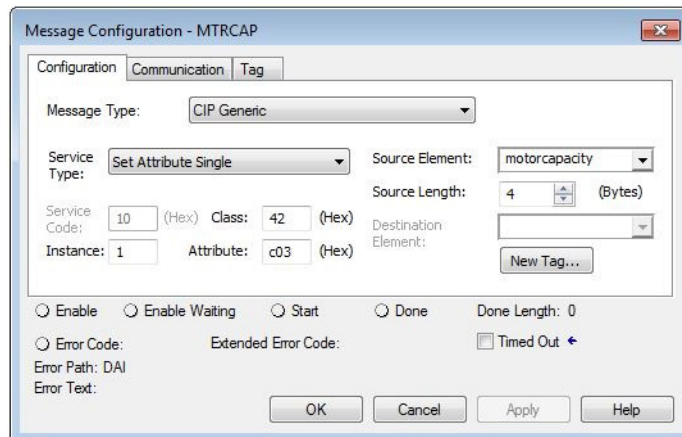 Message Configuration - MTRCAP
Configuration Communication Tag
Message Type: CIP Generic
Service Type: Set Attribute Single
Source Element: motorcapacity
Source Length: 4 (Bytes)
Service Code: 10 (Hex) Class: 42 (Hex)
Destination Element:
Instance: 1 Attribute: c03 (Hex)
New Tag...
Enable Enable Waiting Start Done Done Length: 0
Error Code: Extended Error Code: Timed Out
Error Path: DAI
Error Text:
OK Cancel Apply Help